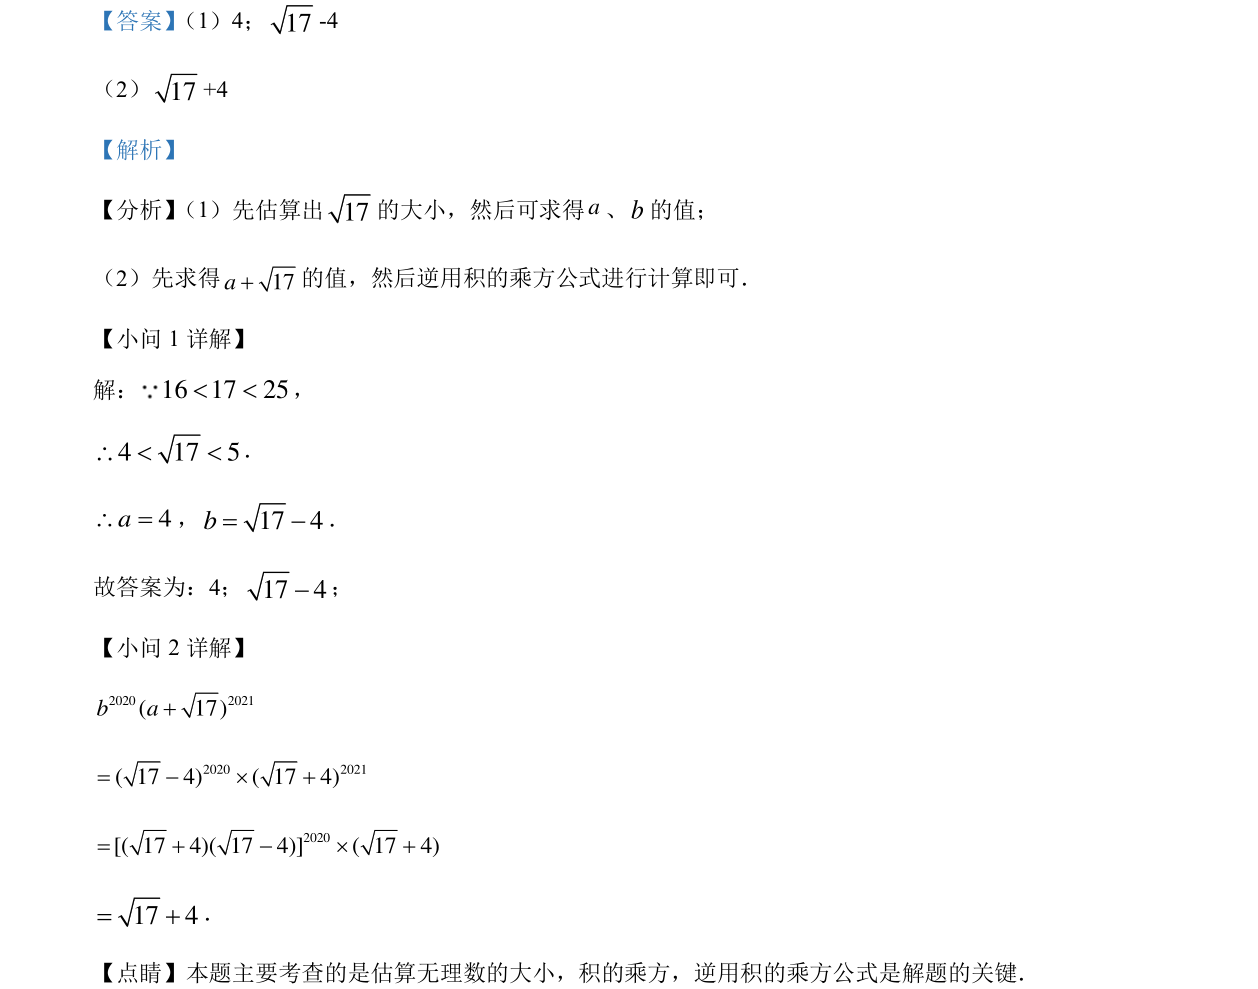 【答案】（1）4；√17 -4
（2）√17 +4
【解析】
【分析】（1）先估算出√17 的大小，然后可求得 a 、b 的值；
（2）先求得 a+√17 的值，然后逆用积的乘方公式进行计算即可．
【小问 1 详解】
解：∵16＜17＜25，
∴4＜√17＜5．
∴a=4，b=√17−4．
故答案为：4；√17−4；
【小问 2 详解】
b²⁰²⁰(a+√17)²⁰²¹
=(√17−4)²⁰²⁰×(√17+4)²⁰²¹
=[(√17+4)(√17−4)]²⁰²⁰×(√17+4)
=√17+4．
【点睛】本题主要考查的是估算无理数的大小，积的乘方，逆用积的乘方公式是解题的关键．